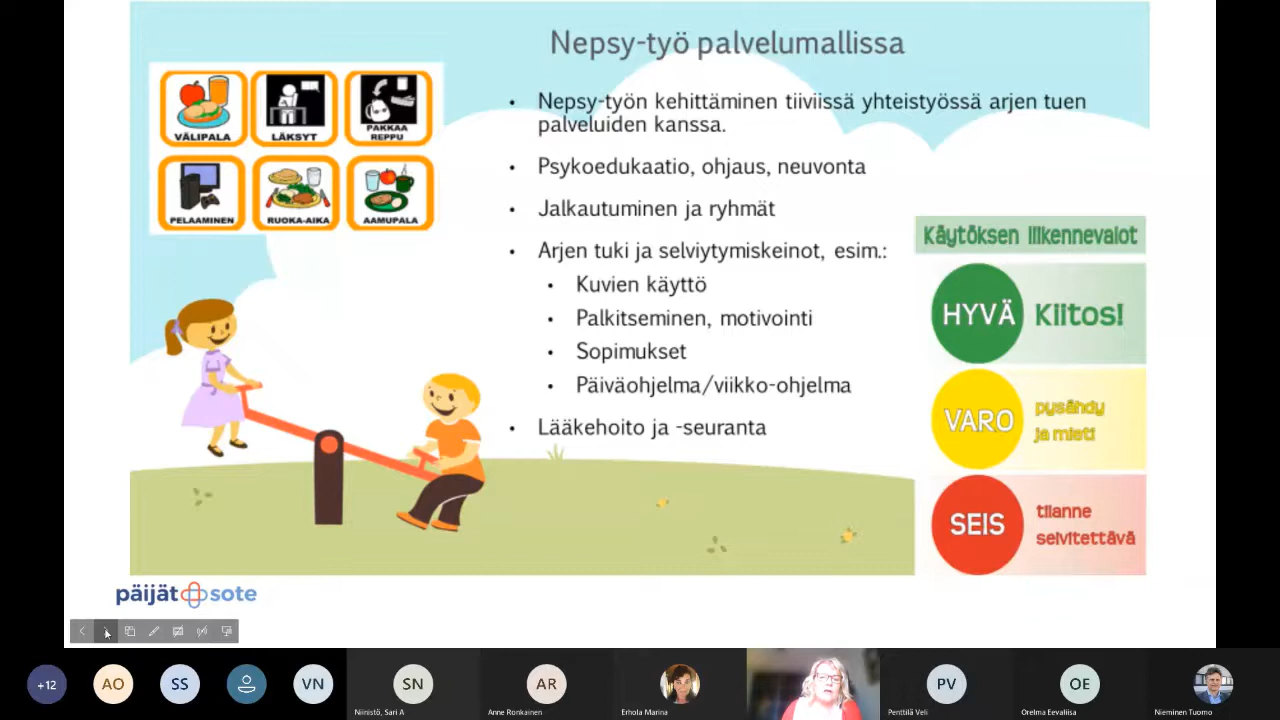 Nepsy-työ palvelumallissa
VÄLIPALA
LÄKSYT
PAKKAA
REPPU
PELAAMINEN
RUOKA-AIKA
AAMUPALA
• Nepsy-työn kehittäminen tiiviissä yhteistyössä arjen tuen
palveluiden kanssa.
• Psykoedukaatio, ohjaus, neuvonta
• Jalkautuminen ja ryhmät
• Arjen tuki ja selviytymiskeinot, esim.:
• Kuvien käyttö
• Palkitseminen, motivointi
• Sopimukset
• Päiväohjelma/viikko-ohjelma
• Lääkehoito ja -seuranta
Käytöksen liikennevalot
HYVÄ Kiitos!
VARO pysähdy
ja mieti
SEIS tilanne
selvitettävä
päijät sote
+12
AO
SS
VN
SN
Niinistö, Sari A
AR
Anne Ronkainen
Erhola Marina
PV
Penttilä Veli
OE
Orelma Eevaliisa
Nieminen Tuomo